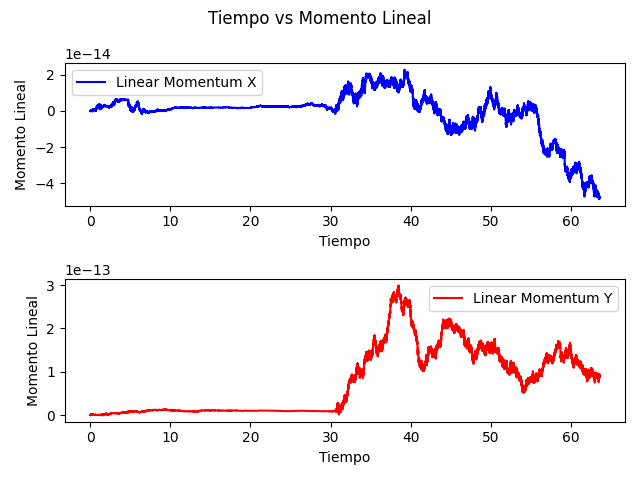 Tiempo vs Momento Lineal
1e−14
Linear Momentum X
Momento Lineal
2
0
−2
−4
0 10 20 30 40 50 60
Tiempo
1e−13
Linear Momentum Y
Momento Lineal
3
2
1
0
0 10 20 30 40 50 60
Tiempo